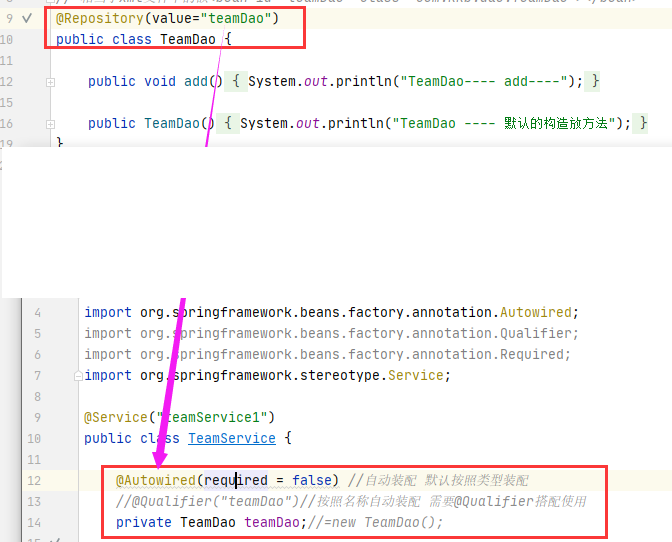 9 @Repository(value="teamDao")
10 public class TeamDao {
11
12 public void add() { System.out.println("TeamDao---- add----"); }
15
16 public TeamDao() { System.out.println("TeamDao ---- 默认的构造放方法"); }
19 }
4 import org.springframework.beans.factory.annotation.Autowired;
5 import org.springframework.beans.factory.annotation.Qualifier;
6 import org.springframework.beans.factory.annotation.Required;
7 import org.springframework.stereotype.Service;
8
9 @Service("teamService1")
10 public class TeamService {
11
12 @Autowired(required = false) //自动装配 默认按照类型装配
13 //@Qualifier("teamDao")//按照名称自动装配 需要@Qualifier搭配使用
14 private TeamDao teamDao;//=new TeamDao();